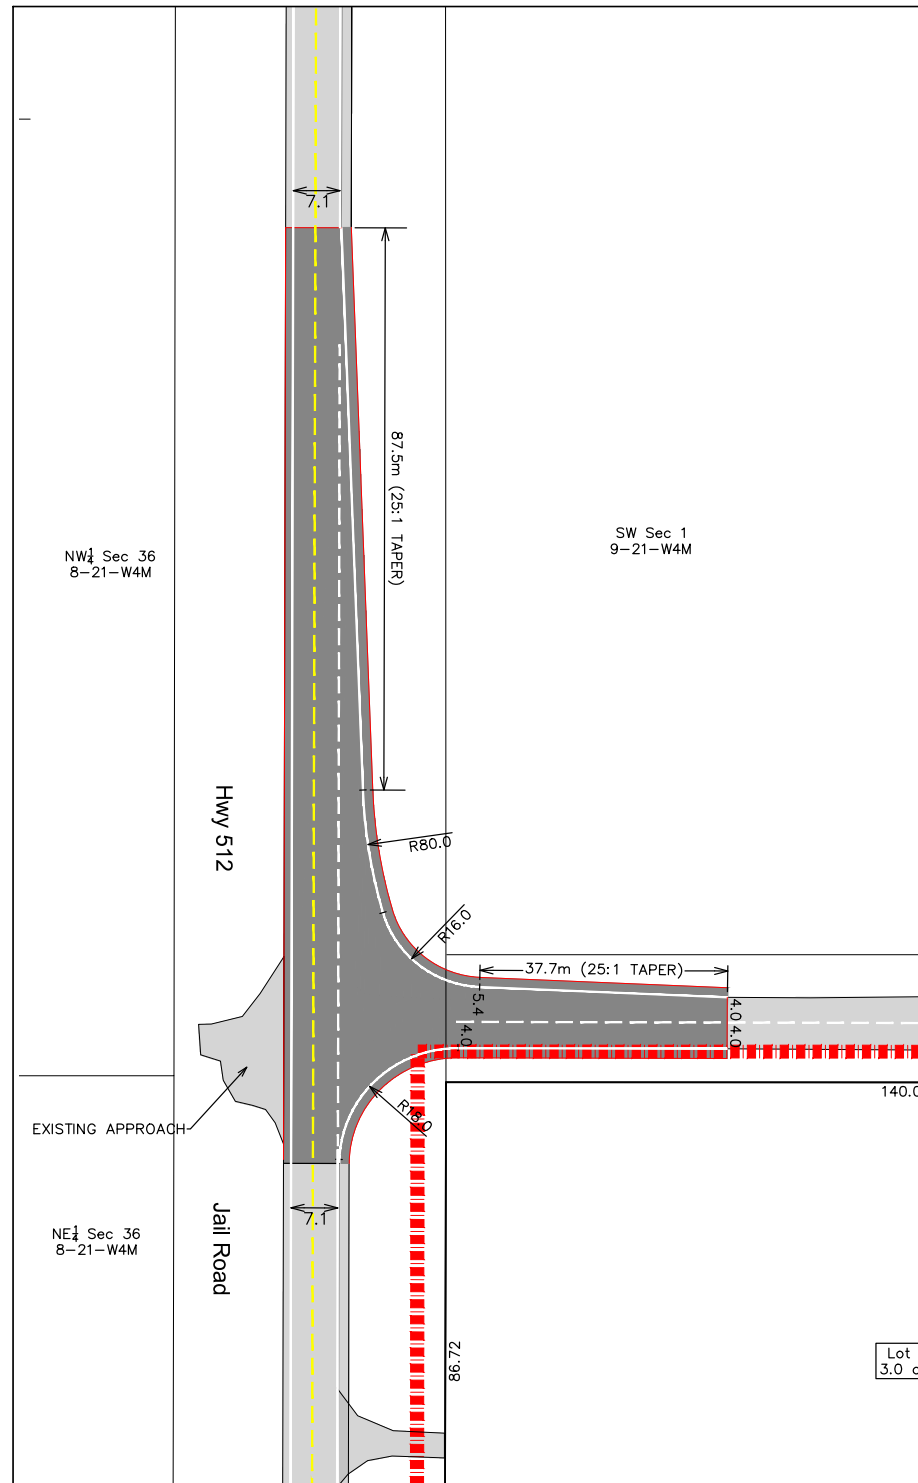 7.1
87.5m (25:1 TAPER)
SW Sec 1
9-21-W4M
NW¼ Sec 36
8-21-W4M
Hwy 512
R80.0
R16.0
37.7m (25:1 TAPER)
5.4
4.0
4.0
4.0
140.0
R18.0
EXISTING APPROACH
7.1
Jail Road
NE¼ Sec 36
8-21-W4M
86.72
Lot
3.0